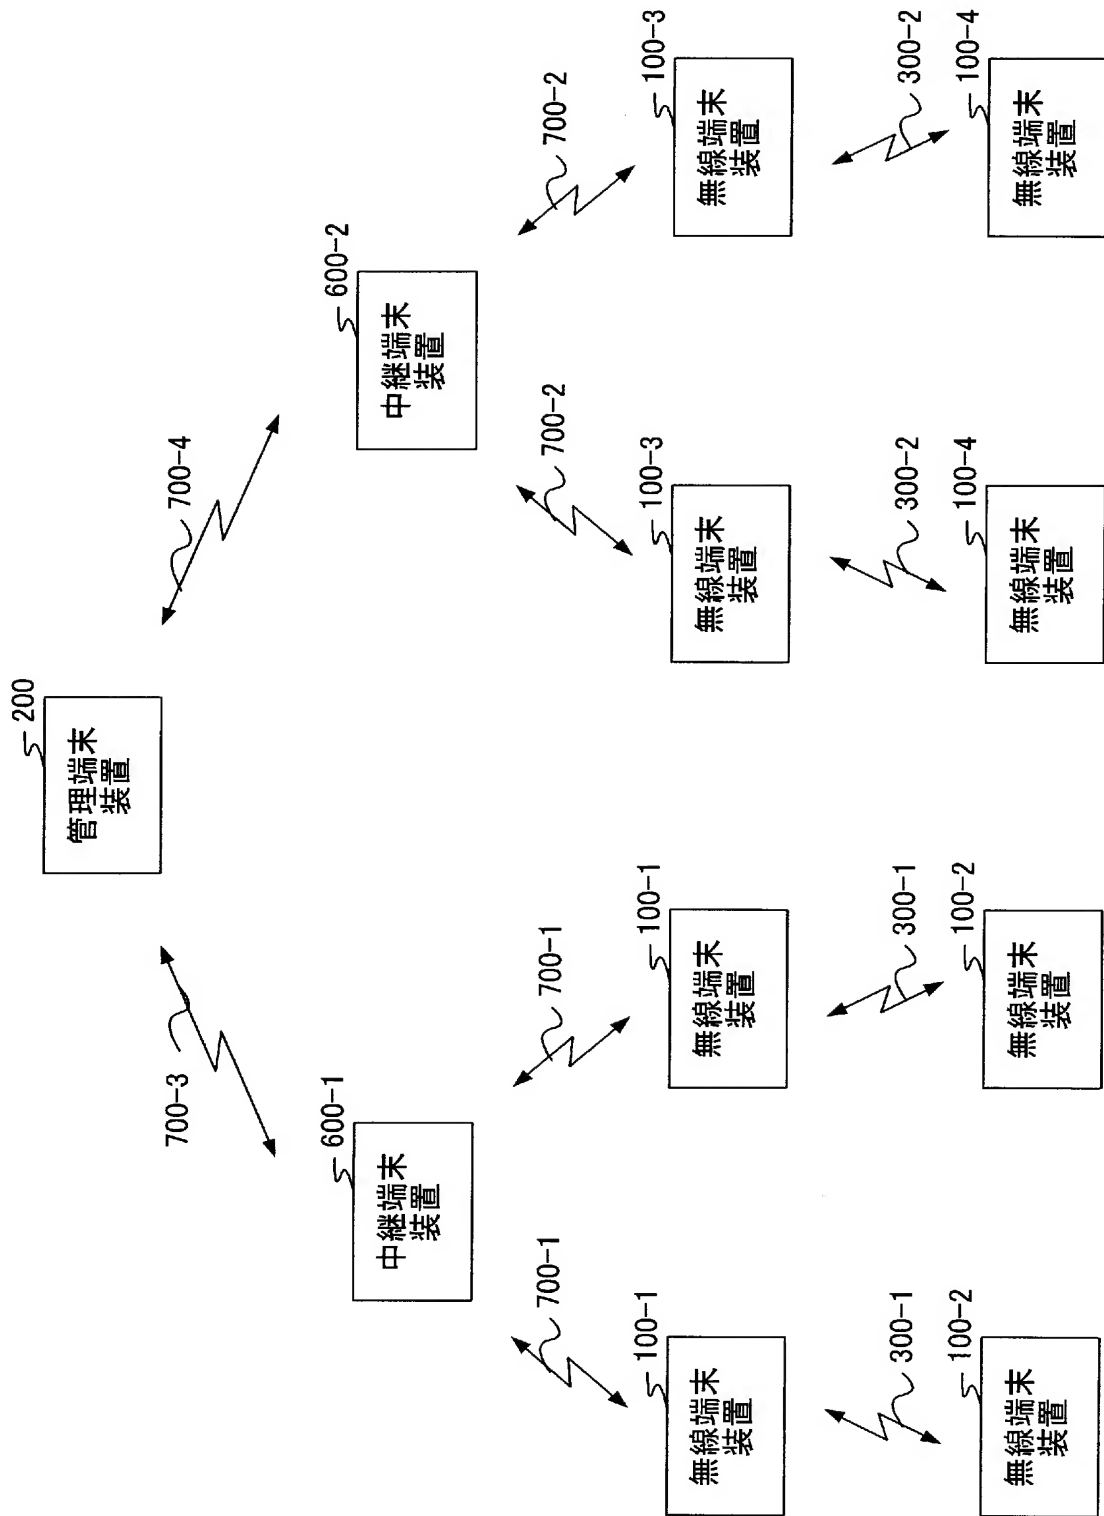 200
管理端末
装置
700-3
700-4
600-1
中継端末
装置
600-2
中継端末
装置
700-1
700-1
700-2
700-2
100-1
無線端末
装置
100-1
無線端末
装置
100-3
無線端末
装置
100-3
無線端末
装置
300-1
300-1
300-2
300-2
100-2
無線端末
装置
100-2
無線端末
装置
100-4
無線端末
装置
100-4
無線端末
装置